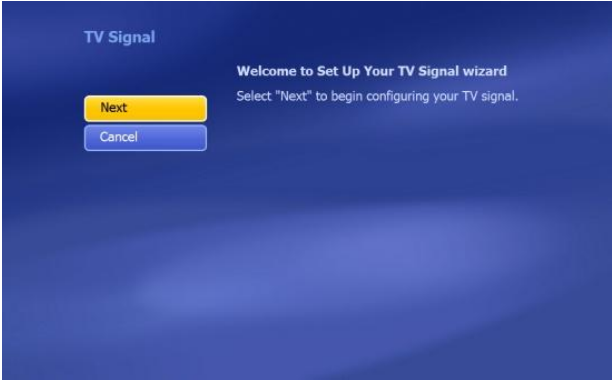 TV Signal
Welcome to Set Up Your TV Signal wizard
Select "Next" to begin configuring your TV signal.
Next
Cancel